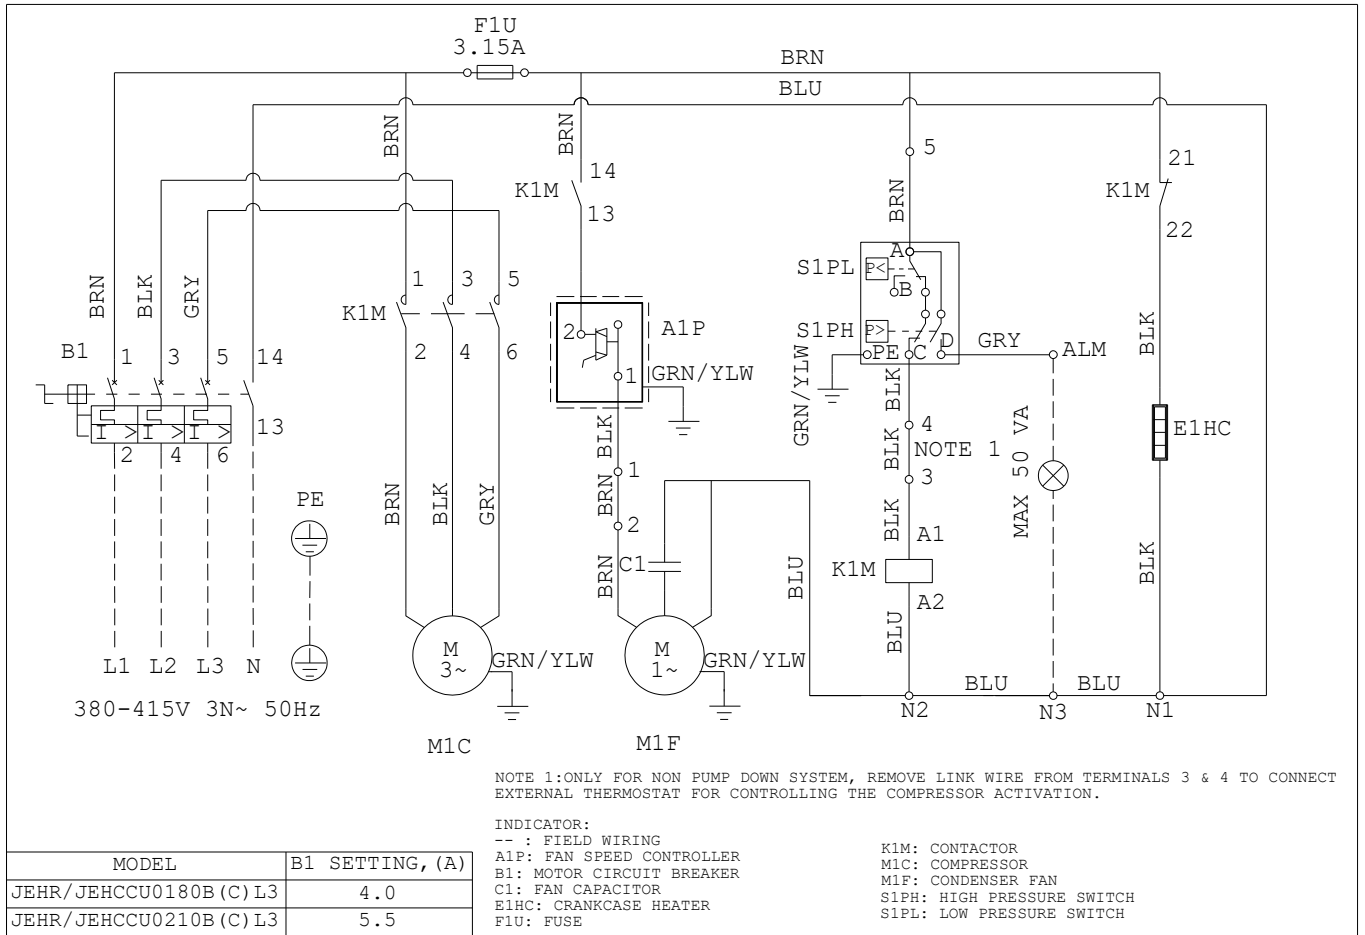 F1U
3.15A
BRN
BLU
BRN
BRN
5
21
14
K1M
13
K1M
22
BRN
A
S1PL
P<
B
1
3
5
BRN
BLK
GRY
K1M
2
4
6
2
A1P
1
GRN/YLW
S1PH
P>
D
PE
C
GRY
ALM
GRN/YLW
BLK
BLK
B1
1
3
5
14
I >
I >
I >
13
2
4
6
4
NOTE 1
3
BLK
MAX 50 VA
E1HC
BLK
1
BRN
2
BRN
C1
BLK
A1
K1M
A2
BLU
BLU
BLK
PE
BRN
BLK
GRY
L1
L2
L3
N
380-415V 3N~ 50Hz
M
3~
GRN/YLW
M1C
M
1~
GRN/YLW
M1F
BLU
BLU
N2
N3
N1
NOTE 1:ONLY FOR NON PUMP DOWN SYSTEM, REMOVE LINK WIRE FROM TERMINALS 3 & 4 TO CONNECT
EXTERNAL THERMOSTAT FOR CONTROLLING THE COMPRESSOR ACTIVATION.
INDICATOR:
-- : FIELD WIRING
A1P: FAN SPEED CONTROLLER
B1: MOTOR CIRCUIT BREAKER
C1: FAN CAPACITOR
E1HC: CRANKCASE HEATER
F1U: FUSE
K1M: CONTACTOR
M1C: COMPRESSOR
M1F: CONDENSER FAN
S1PH: HIGH PRESSURE SWITCH
S1PL: LOW PRESSURE SWITCH
MODEL B1 SETTING,(A)
JEHR/JEHCCU0180B(C)L3 4.0
JEHR/JEHCCU0210B(C)L3 5.5